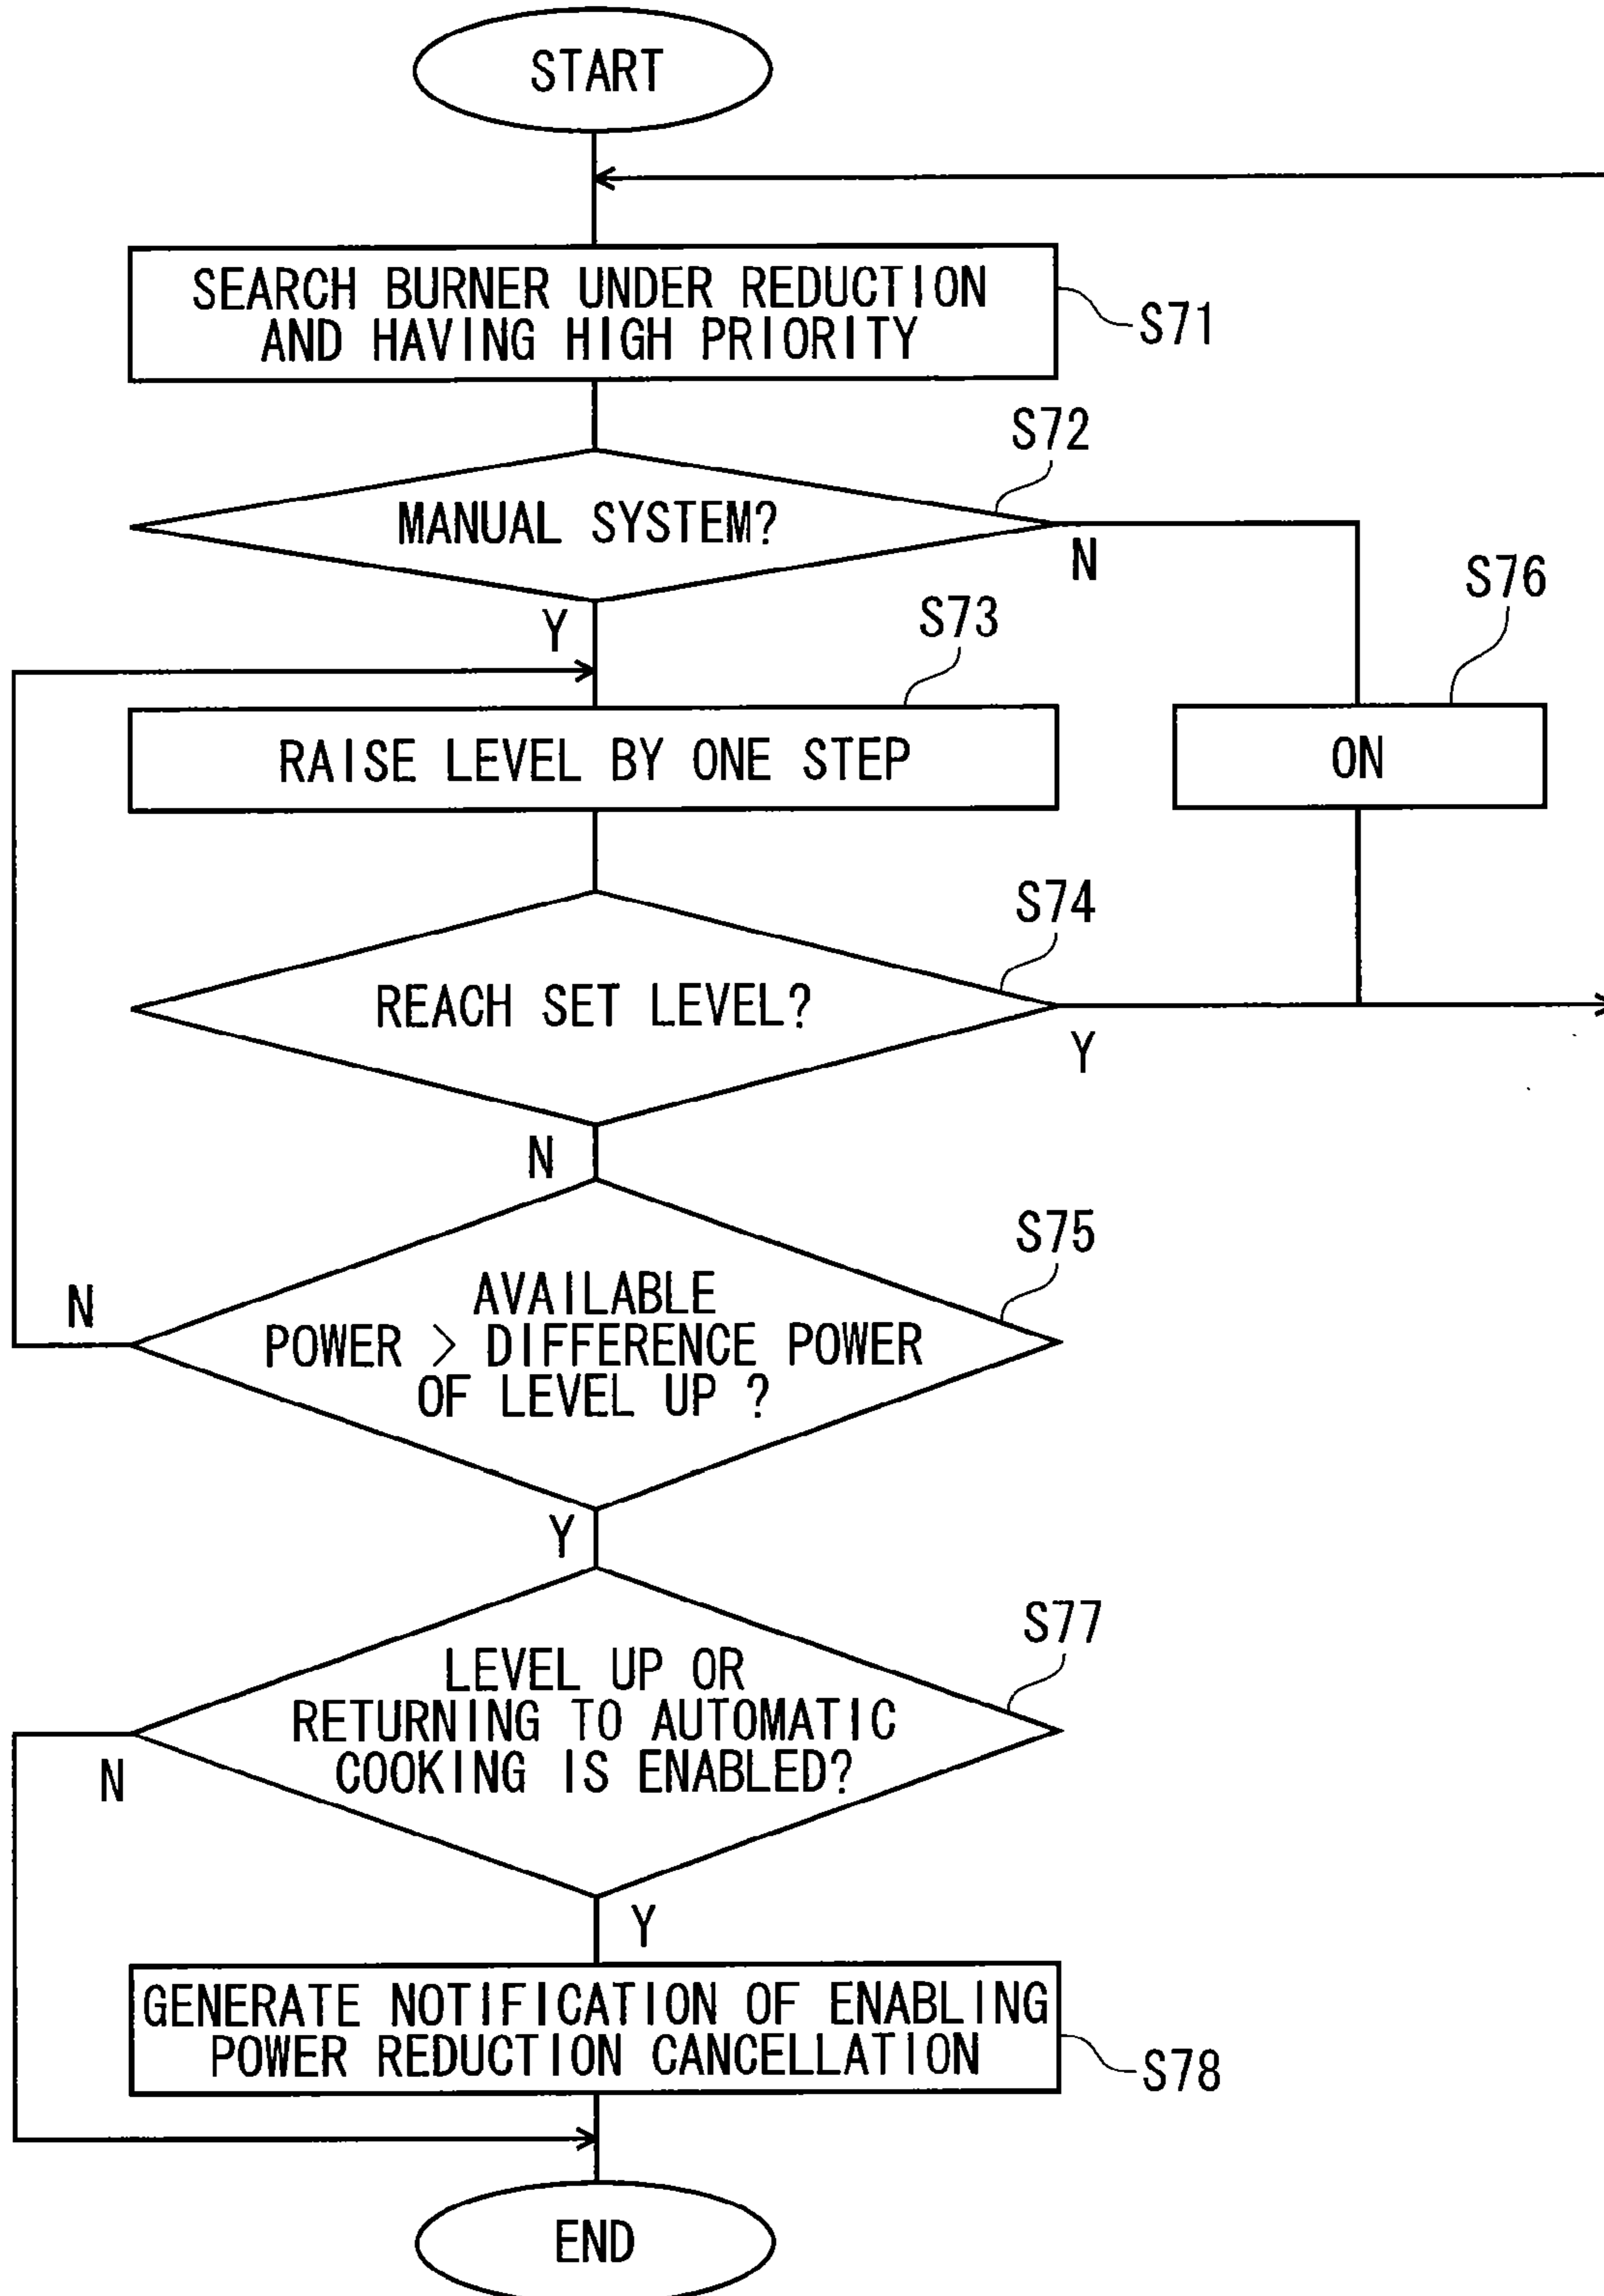 START
SEARCH BURNER UNDER REDUCTION
AND HAVING HIGH PRIORITY
S71
S72
MANUAL SYSTEM?
N
Y
S73
S76
RAISE LEVEL BY ONE STEP
ON
S74
REACH SET LEVEL?
Y
N
S75
N
AVAILABLE
POWER > DIFFERENCE POWER
OF LEVEL UP ?
Y
S77
LEVEL UP OR
RETURNING TO AUTOMATIC
COOKING IS ENABLED?
N
Y
GENERATE NOTIFICATION OF ENABLING
POWER REDUCTION CANCELLATION
S78
END